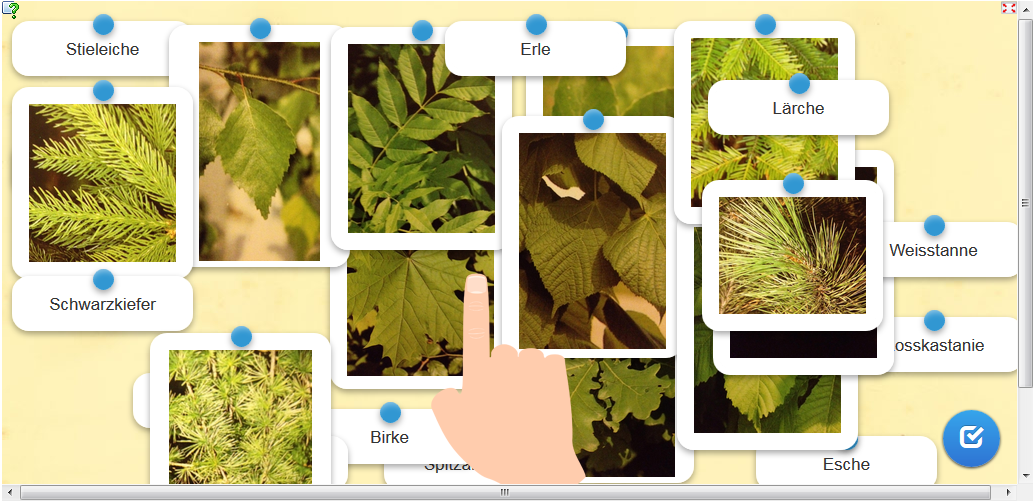 Stieleiche
Erle
Lärche
Weisstanne
Schwarzkiefer
osskastanie
Birke
Esche